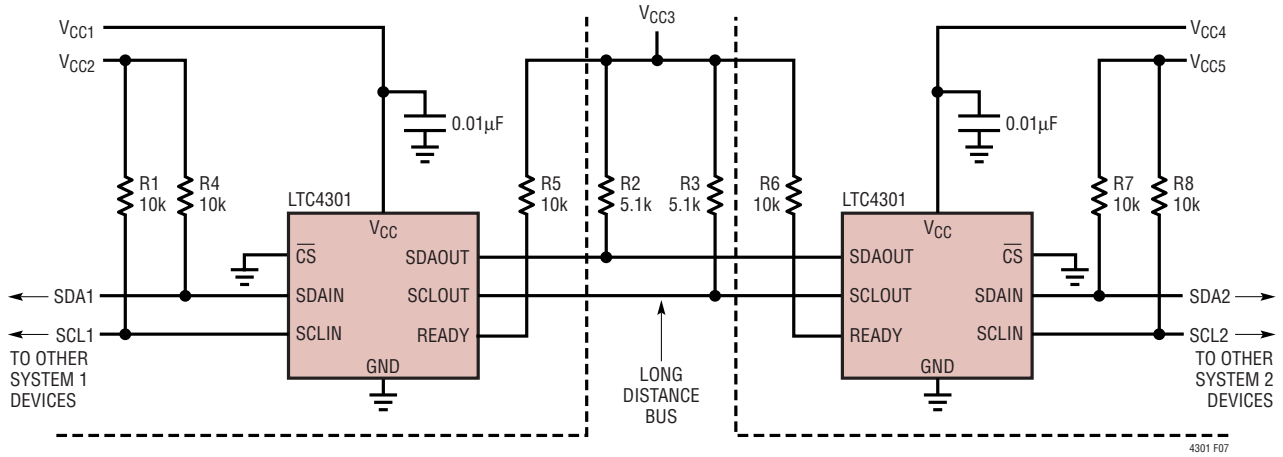 VCC1
VCC2
VCC3
VCC4
VCC5
0.01µF
0.01µF
R1
10k
R4
10k
R5
10k
R2
5.1k
R3
5.1k
R6
10k
R7
10k
R8
10k
LTC4301
VCC
CS
SDAOUT
SDAIN
SCLOUT
SCLIN
READY
GND
LTC4301
VCC
SDAOUT
CS
SCLOUT
SDAIN
READY
SCLIN
GND
SDA1
SCL1
TO OTHER
SYSTEM 1
DEVICES
LONG
DISTANCE
BUS
SDA2
SCL2
TO OTHER
SYSTEM 2
DEVICES
4301 F07